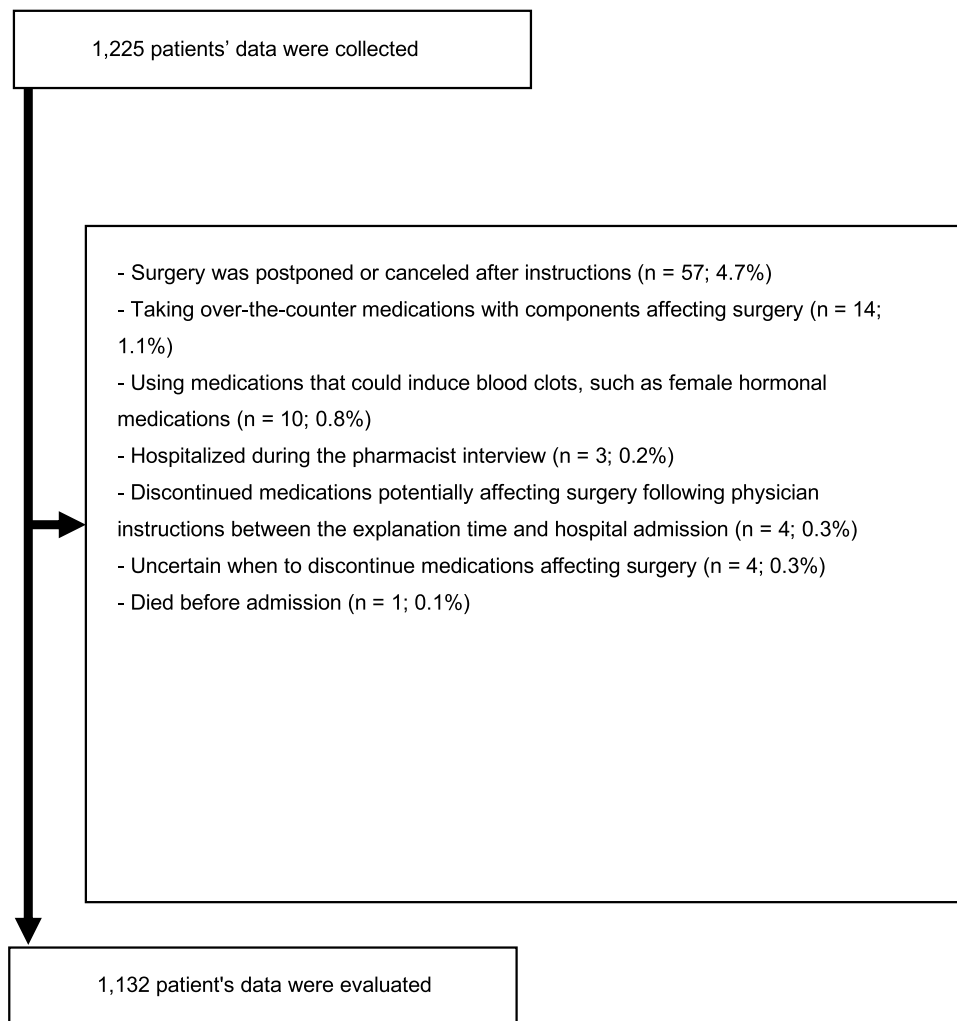 1,225 patients’ data were collected
- Surgery was postponed or canceled after instructions (n = 57; 4.7%)
- Taking over-the-counter medications with components affecting surgery (n = 14;
1.1%)
- Using medications that could induce blood clots, such as female hormonal
medications (n = 10; 0.8%)
- Hospitalized during the pharmacist interview (n = 3; 0.2%)
- Discontinued medications potentially affecting surgery following physician
instructions between the explanation time and hospital admission (n = 4; 0.3%)
- Uncertain when to discontinue medications affecting surgery (n = 4; 0.3%)
- Died before admission (n = 1; 0.1%)
1,132 patient's data were evaluated